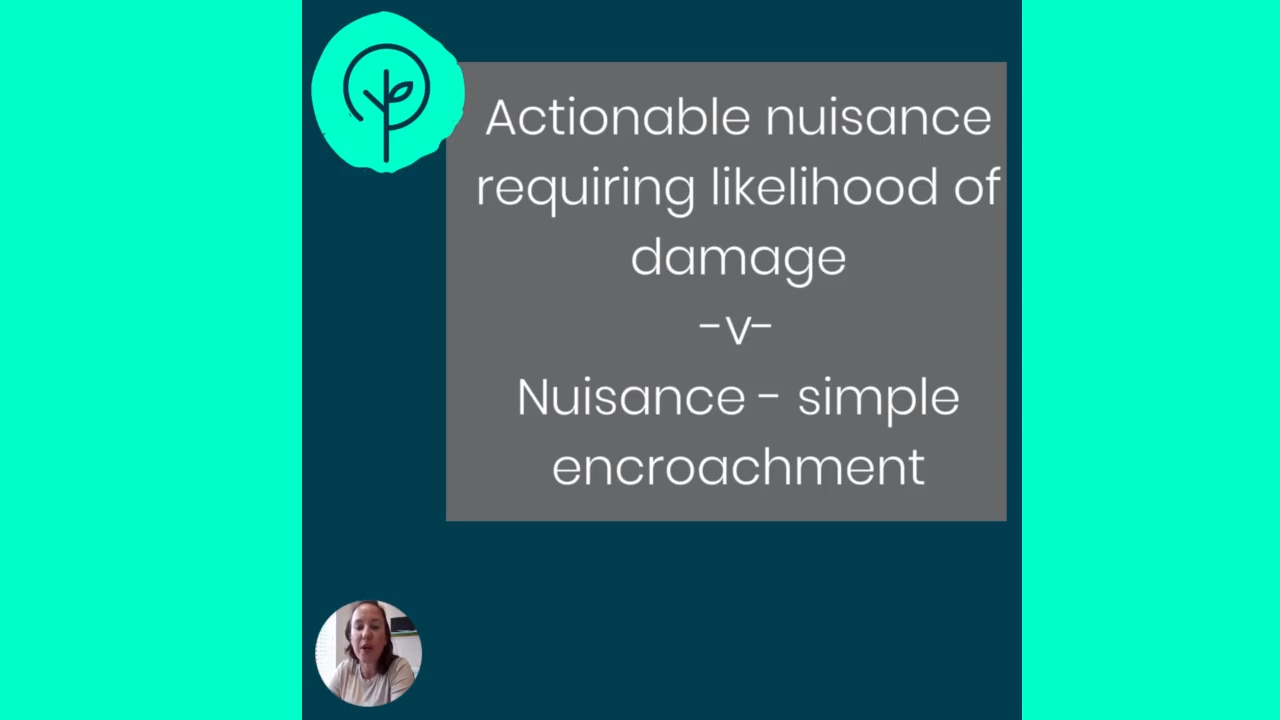 Actionable nuisance
requiring likelihood of
damage
-v-
Nuisance - simple
encroachment